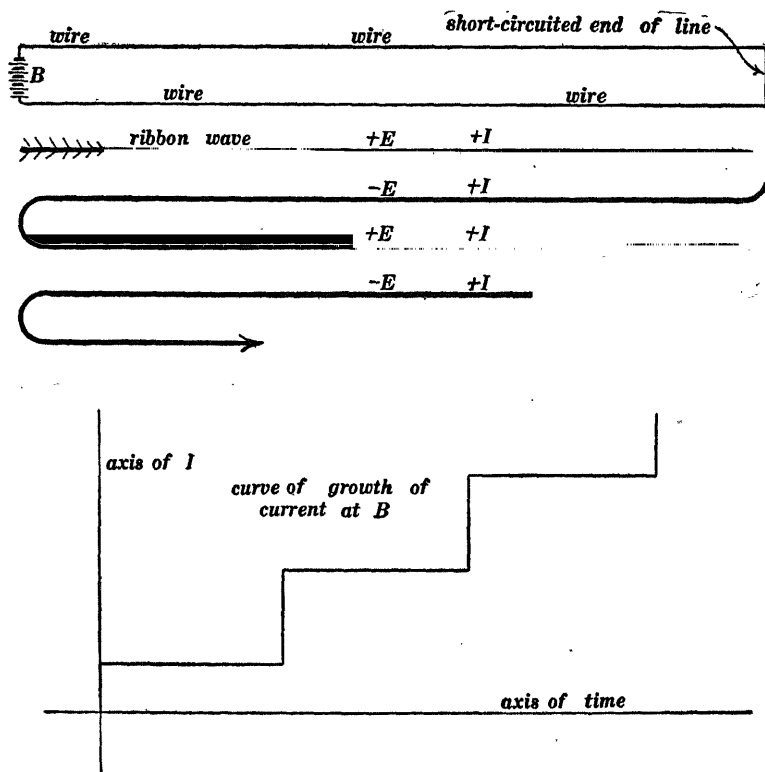 short-circuited end of line
wire wire
B
wire wire
ribbon wave +E +I
−E +I
+E +I
−E +I
axis of I
curve of growth of
current at B
axis of time